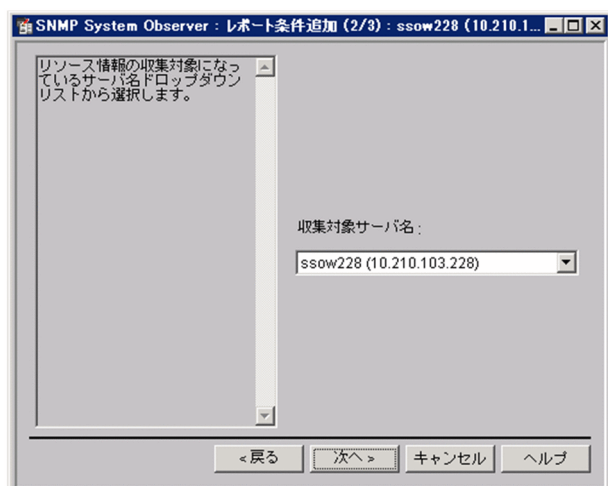 SNMP System Observer : レポート条件追加 (2/3) : ssow228 (10.210.1...
リソース情報の収集対象になっ
ているサーバ名ドロップダウン
リストから選択します。
収集対象サーバ名 :
ssow228 (10.210.103.228)
«戻る 次へ» キャンセル ヘルプ